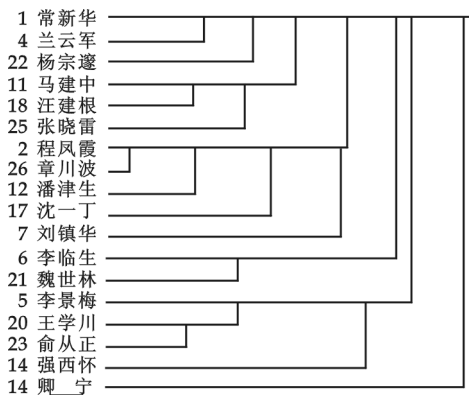 1 常新华
4 兰云军
22 杨宗邃
11 马建中
18 汪建根
25 张晓雷
2 程凤霞
26 章川波
12 潘津生
17 沈一丁
7 刘镇华
6 李临生
21 魏世林
5 李景梅
20 王学川
23 俞从正
14 强西怀
14 卿 宁